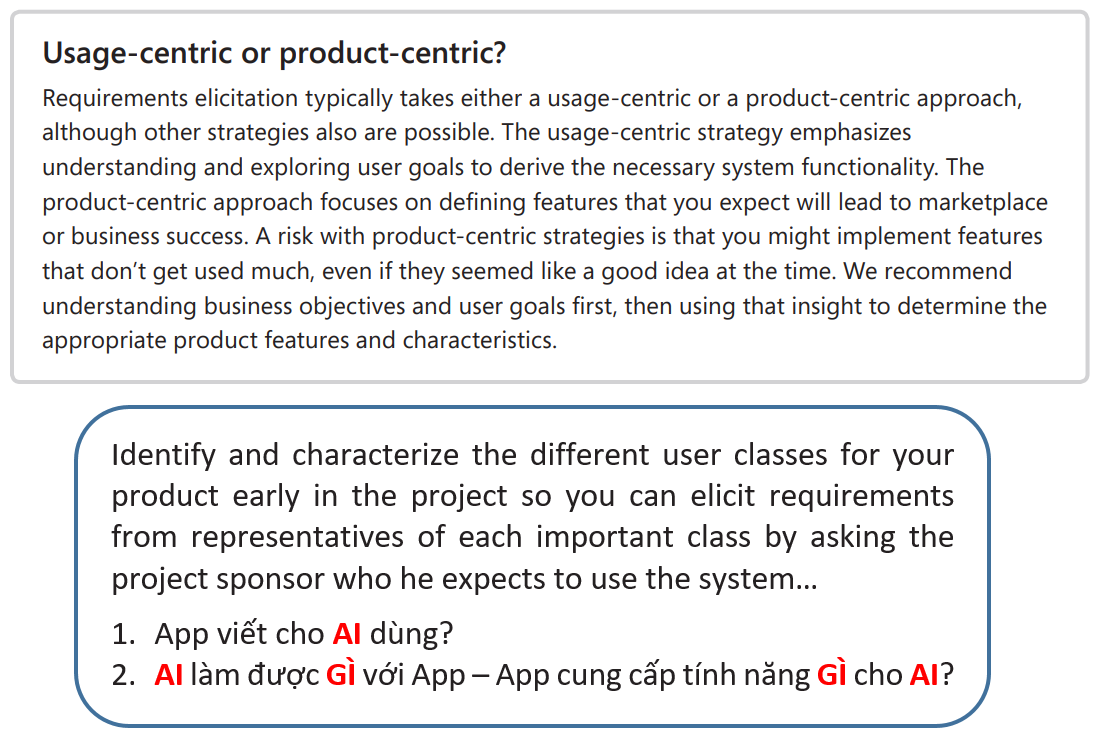 Usage-centric or product-centric?
Requirements elicitation typically takes either a usage-centric or a product-centric approach,
although other strategies also are possible. The usage-centric strategy emphasizes
understanding and exploring user goals to derive the necessary system functionality. The
product-centric approach focuses on defining features that you expect will lead to marketplace
or business success. A risk with product-centric strategies is that you might implement features
that don’t get used much, even if they seemed like a good idea at the time. We recommend
understanding business objectives and user goals first, then using that insight to determine the
appropriate product features and characteristics.
Identify and characterize the different user classes for your
product early in the project so you can elicit requirements
from representatives of each important class by asking the
project sponsor who he expects to use the system…
1. App viết cho AI dùng?
2. AI làm được GÌ với App – App cung cấp tính năng GÌ cho AI?